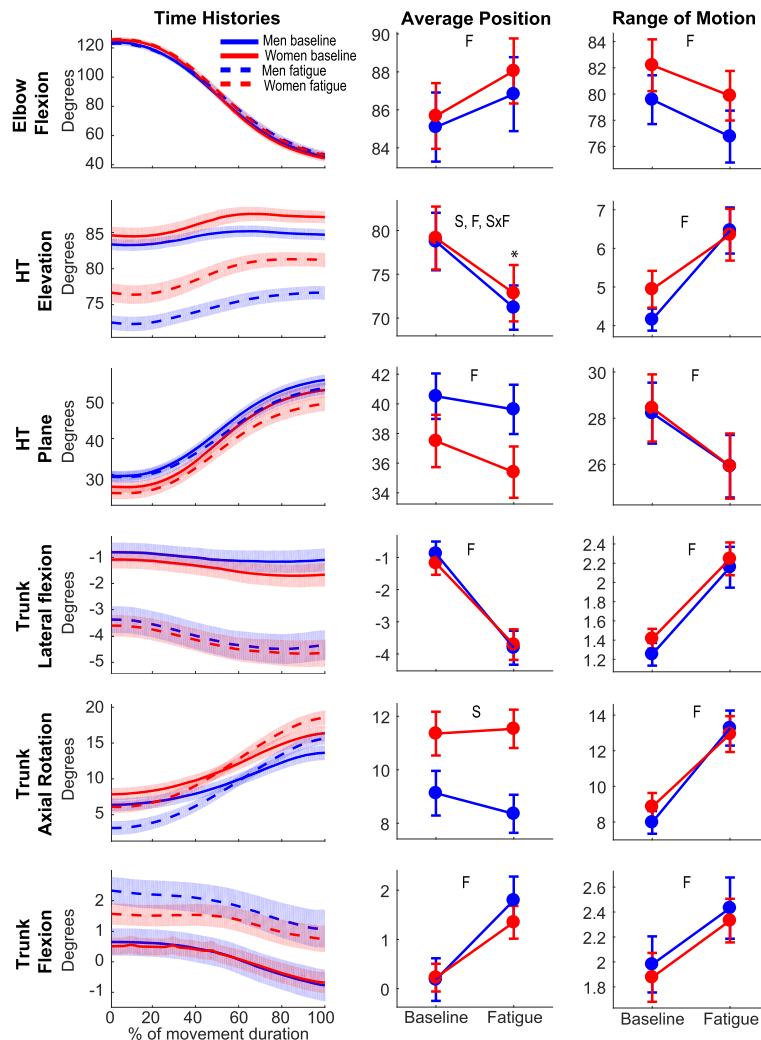 Time Histories Average Position Range of Motion
Men baseline
Women baseline
Men fatigue
Women fatigue
Elbow
Flexion
Degrees
120
100
80
60
40
90
88
86
84
F
84
82
80
78
76
F
HT
Elevation
Degrees
85
80
75
80
75
70
S, F, SxF
*
7
6
5
4
F
HT
Plane
Degrees
50
40
30
42
40
38
36
34
F
30
28
26
F
Trunk
Lateral flexion
Degrees
-1
-2
-3
-4
-5
-1
-2
-3
-4
F
2.4
2.2
2
1.8
1.6
1.4
1.2
F
Trunk
Axial Rotation
Degrees
20
15
10
5
12
10
8
S
14
12
10
8
F
Trunk
Flexion
Degrees
2
1
0
-1
2
1
0
F
2.6
2.4
2.2
2
1.8
F
0 20 40 60 80 100
% of movement duration
Baseline Fatigue
Baseline Fatigue